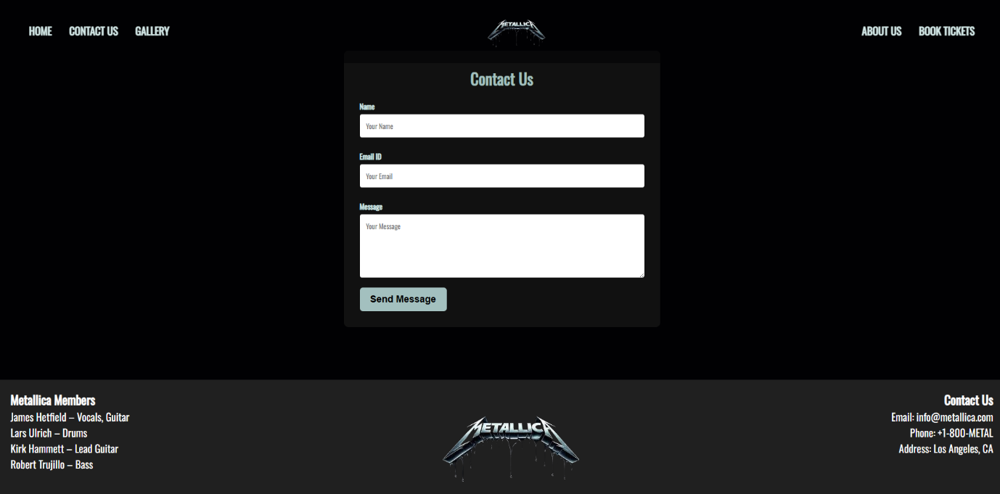 HOME CONTACT US GALLERY METALLICA ABOUT US BOOK TICKETS
Contact Us
Name
Your Name
Email ID
Your Email
Message
Your Message
Send Message
Metallica Members
James Hetfield – Vocals, Guitar
Lars Ulrich – Drums
Kirk Hammett – Lead Guitar
Robert Trujillo – Bass
METALLICA
Contact Us
Email: info@metallica.com
Phone: +1-800-METAL
Address: Los Angeles, CA